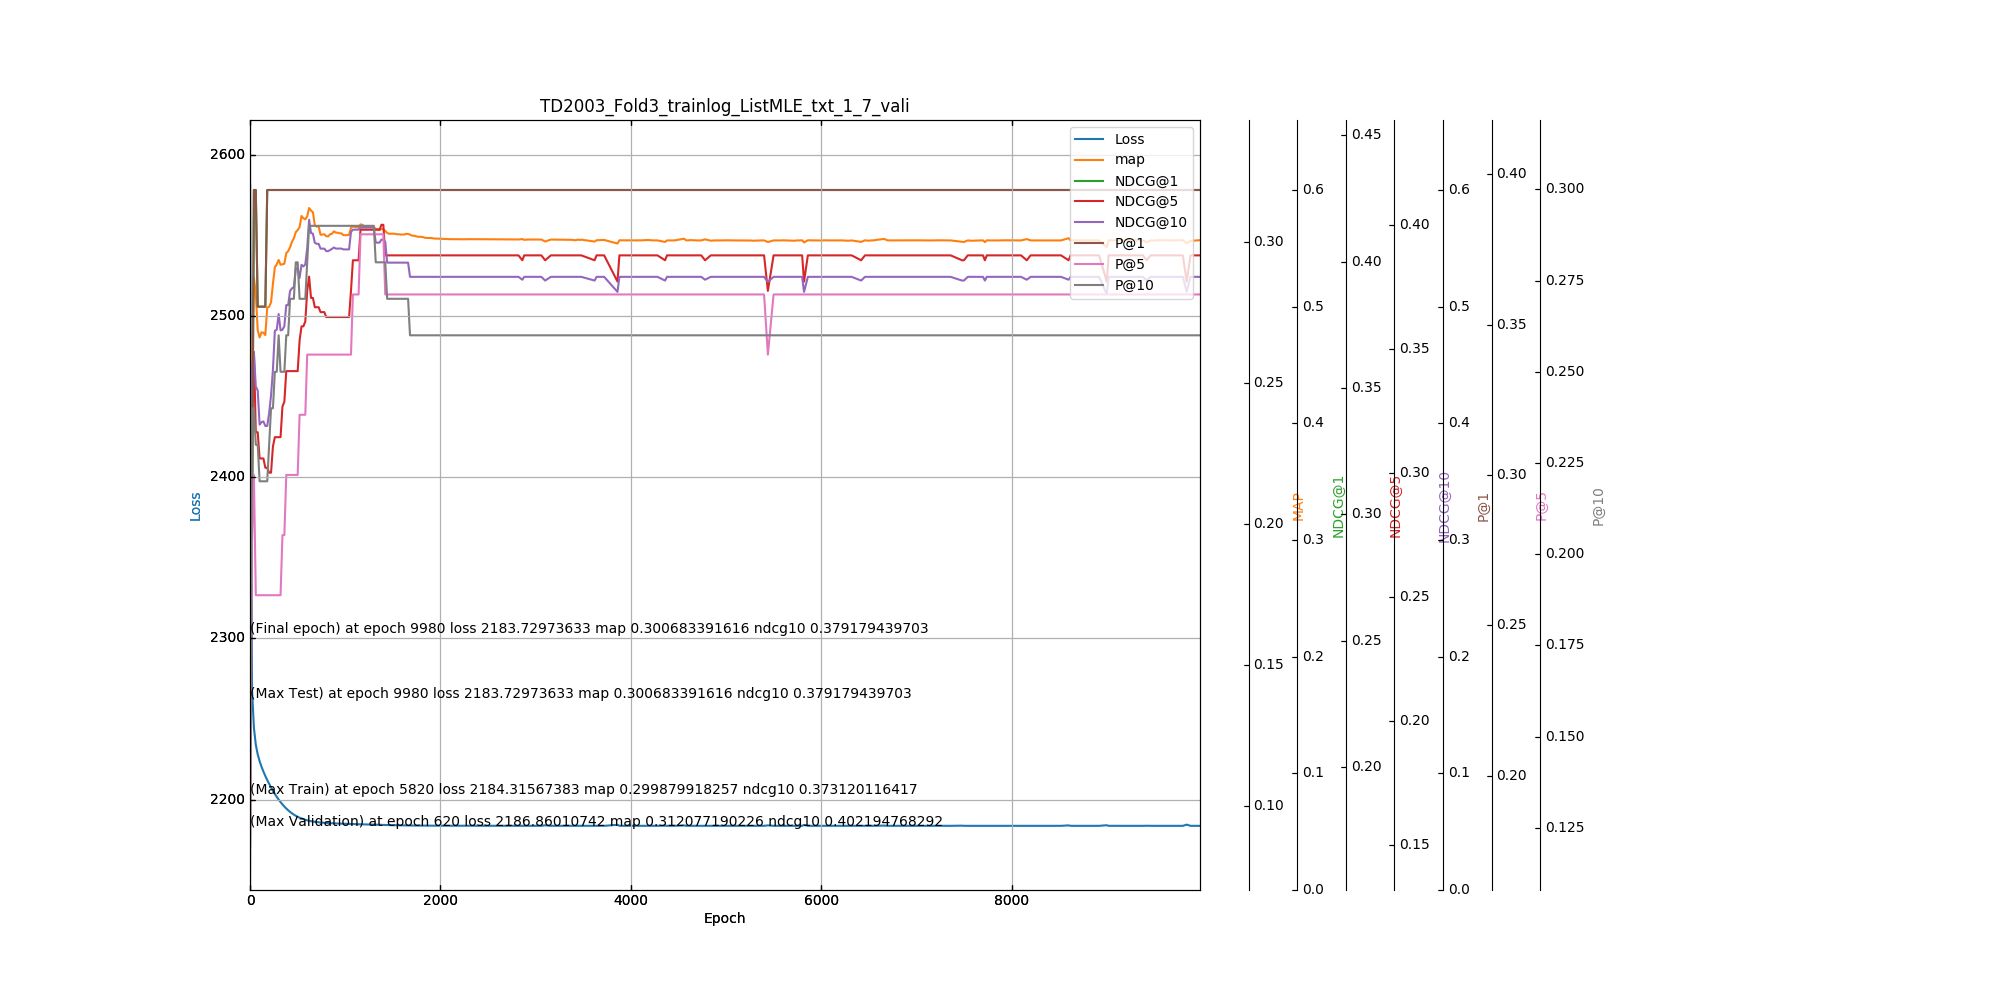 TD2003_Fold3_trainlog_ListMLE_txt_1_7_vali
Loss
map
NDCG@1
NDCG@5
NDCG@10
P@1
P@5
P@10
2600
2500
2400
2300
2200
Loss
(Final epoch) at epoch 9980 loss 2183.72973633 map 0.300683391616 ndcg10 0.379179439703
(Max Test) at epoch 9980 loss 2183.72973633 map 0.300683391616 ndcg10 0.379179439703
(Max Train) at epoch 5820 loss 2184.31567383 map 0.299879918257 ndcg10 0.373120116417
(Max Validation) at epoch 620 loss 2186.86010742 map 0.312077190226 ndcg10 0.402194768292
0 2000 4000 6000 8000
Epoch
0.30
0.25
0.20
0.15
0.10
MAP
0.6
0.5
0.4
0.3
0.2
0.1
0.0
NDCG@1
0.45
0.40
0.35
0.30
0.25
0.20
NDCG@5
0.40
0.35
0.30
0.25
0.20
0.15
NDCG@10
0.6
0.5
0.4
0.3
0.2
0.1
0.0
P@1
0.40
0.35
0.30
0.25
0.20
P@5
0.300
0.275
0.250
0.225
0.200
0.175
0.150
0.125
P@10